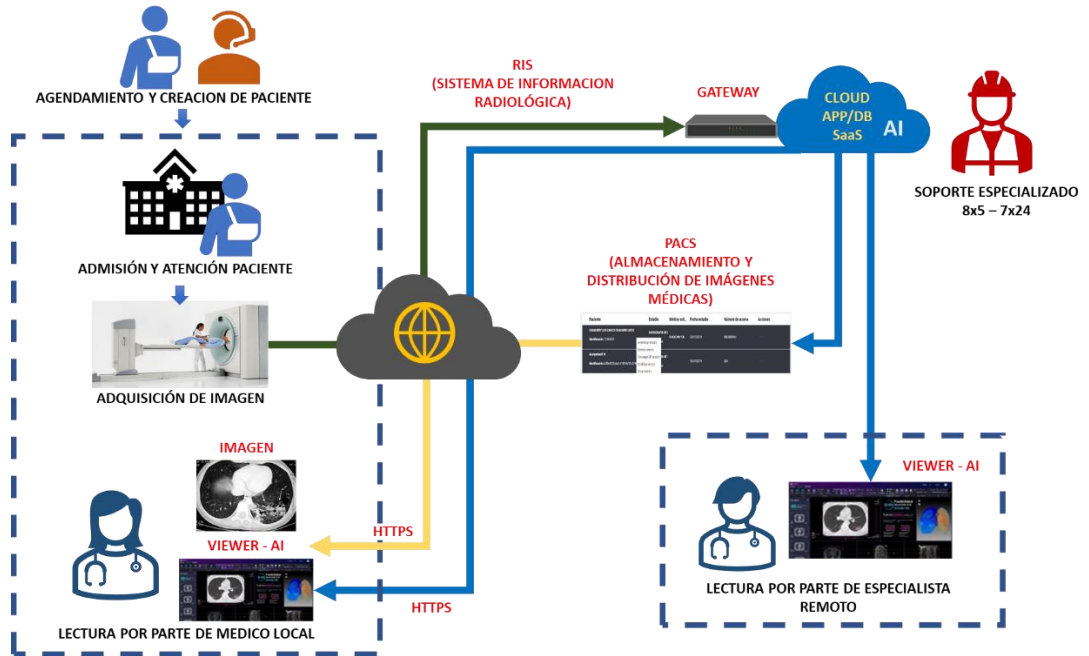 AGENDAMIENTO Y CREACION DE PACIENTE
RIS
(SISTEMA DE INFORMACION
RADIOLÓGICA)
GATEWAY
CLOUD
APP/DB
SaaS
AI
SOPORTE ESPECIALIZADO
8x5 – 7x24
ADMISIÓN Y ATENCIÓN PACIENTE
PACS
(ALMACENAMIENTO Y
DISTRIBUCIÓN DE IMÁGENES
MÉDICAS)
Paciente
Estudio
ADQUISICIÓN DE IMAGEN
IMAGEN
VIEWER - AI
HTTPS
HTTPS
LECTURA POR PARTE DE MEDICO LOCAL
VIEWER - AI
LECTURA POR PARTE DE ESPECIALISTA
REMOTO